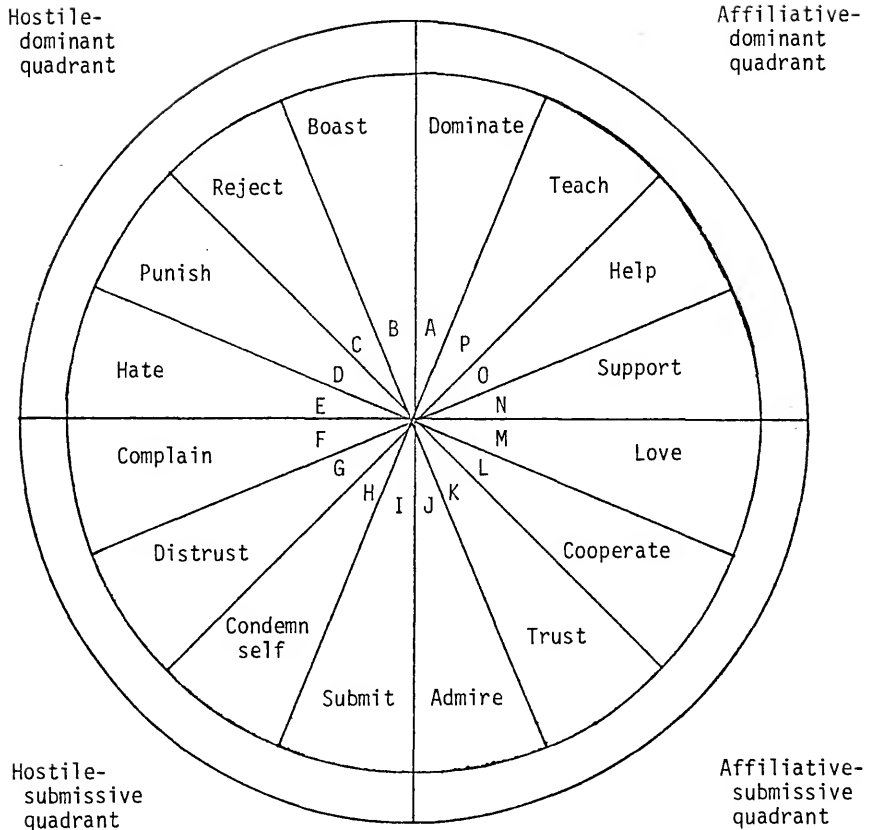 Hostile-
dominant
quadrant
Affiliative-
dominant
quadrant
Boast
Dominate
Reject
Teach
Punish
Help
Hate
Support
B
A
C
P
D
O
E
N
F
M
G
L
H
K
I
J
Complain
Love
Distrust
Cooperate
Condemn
self
Trust
Submit
Admire
Hostile-
submissive
quadrant
Affiliative-
submissive
quadrant